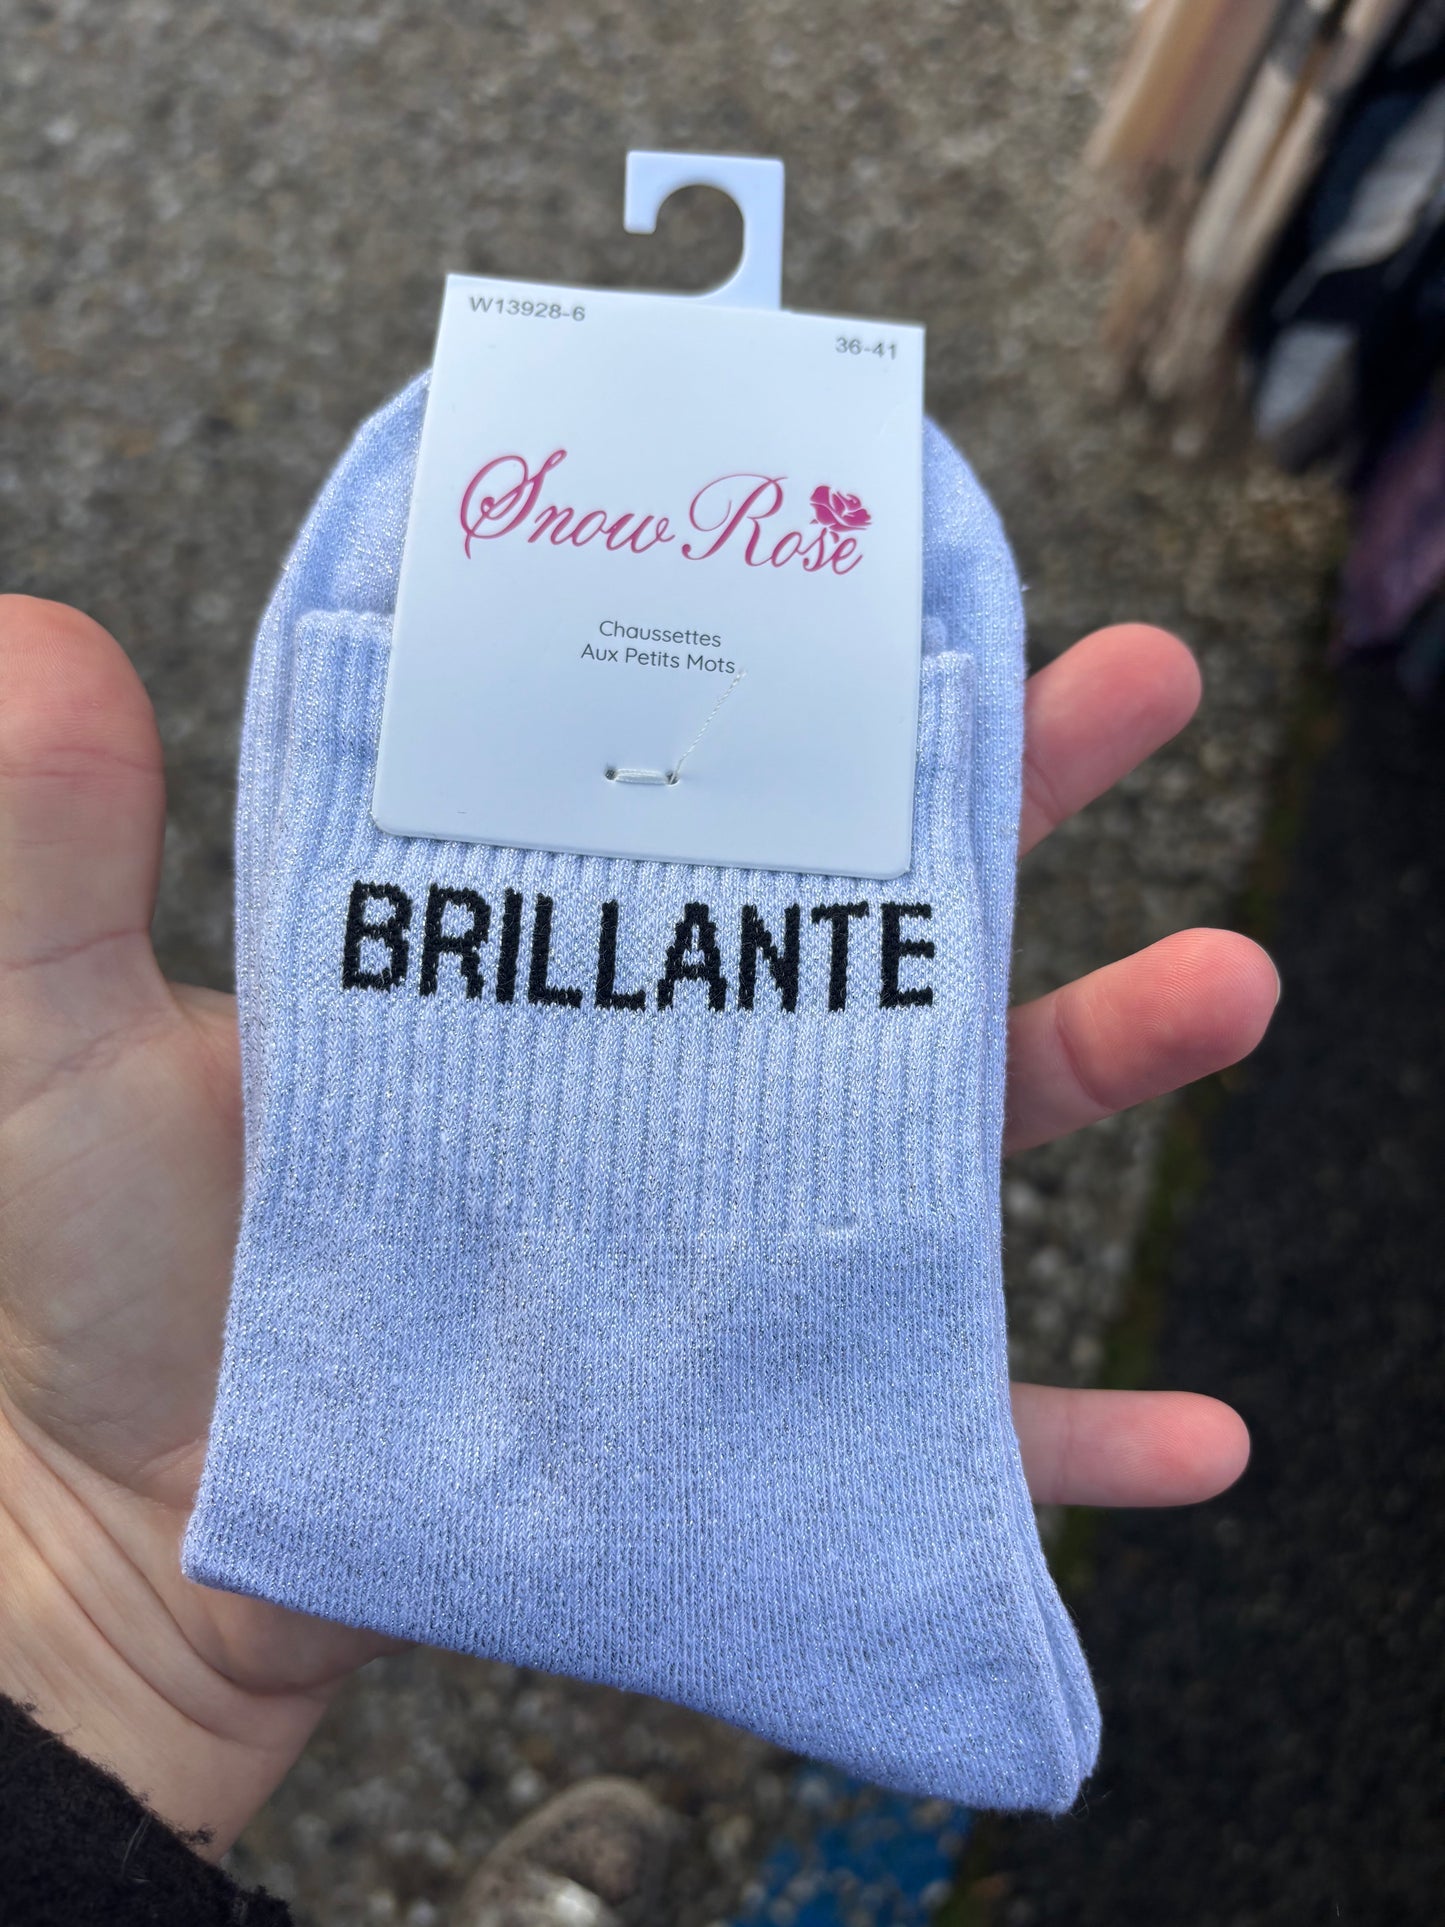 W13928-6
36-41
Snow Rose
Chaussettes
Aux Petits Mots
BRILLANTE